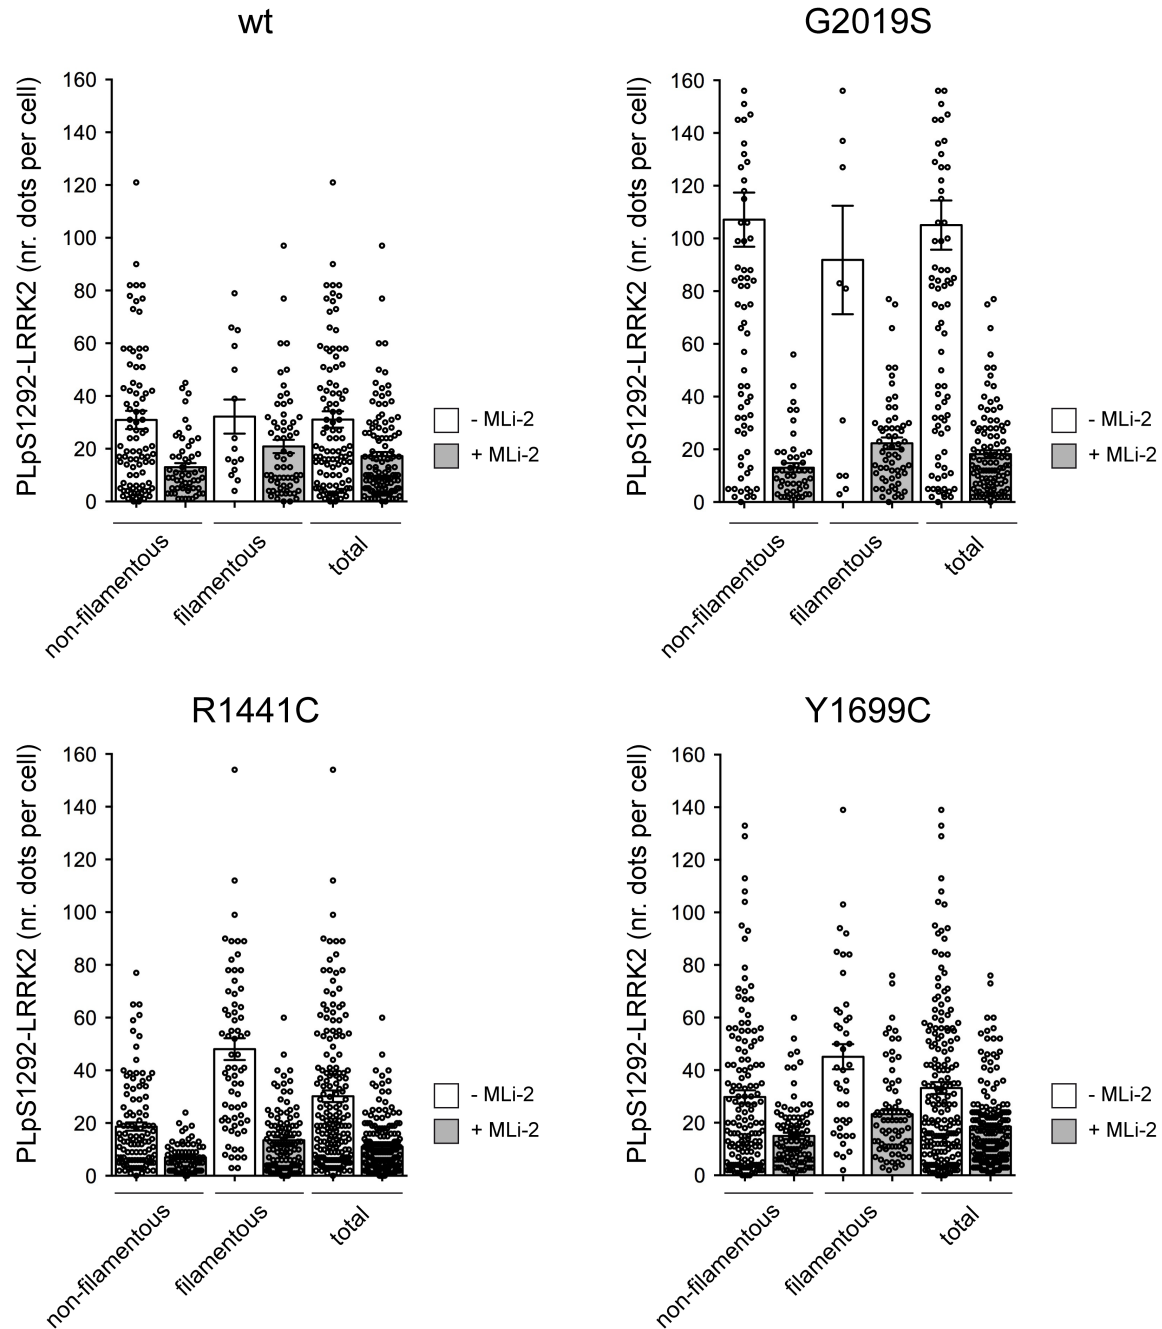 wt
PLpS1292-LRRK2 (nr. dots per cell)
160
140
120
100
80
60
40
20
0
non-filamentous
filamentous
total
- MLi-2
+ MLi-2
G2019S
PLpS1292-LRRK2 (nr. dots per cell)
160
140
120
100
80
60
40
20
0
non-filamentous
filamentous
total
- MLi-2
+ MLi-2
R1441C
PLpS1292-LRRK2 (nr. dots per cell)
160
140
120
100
80
60
40
20
0
non-filamentous
filamentous
total
- MLi-2
+ MLi-2
Y1699C
PLpS1292-LRRK2 (nr. dots per cell)
160
140
120
100
80
60
40
20
0
non-filamentous
filamentous
total
- MLi-2
+ MLi-2